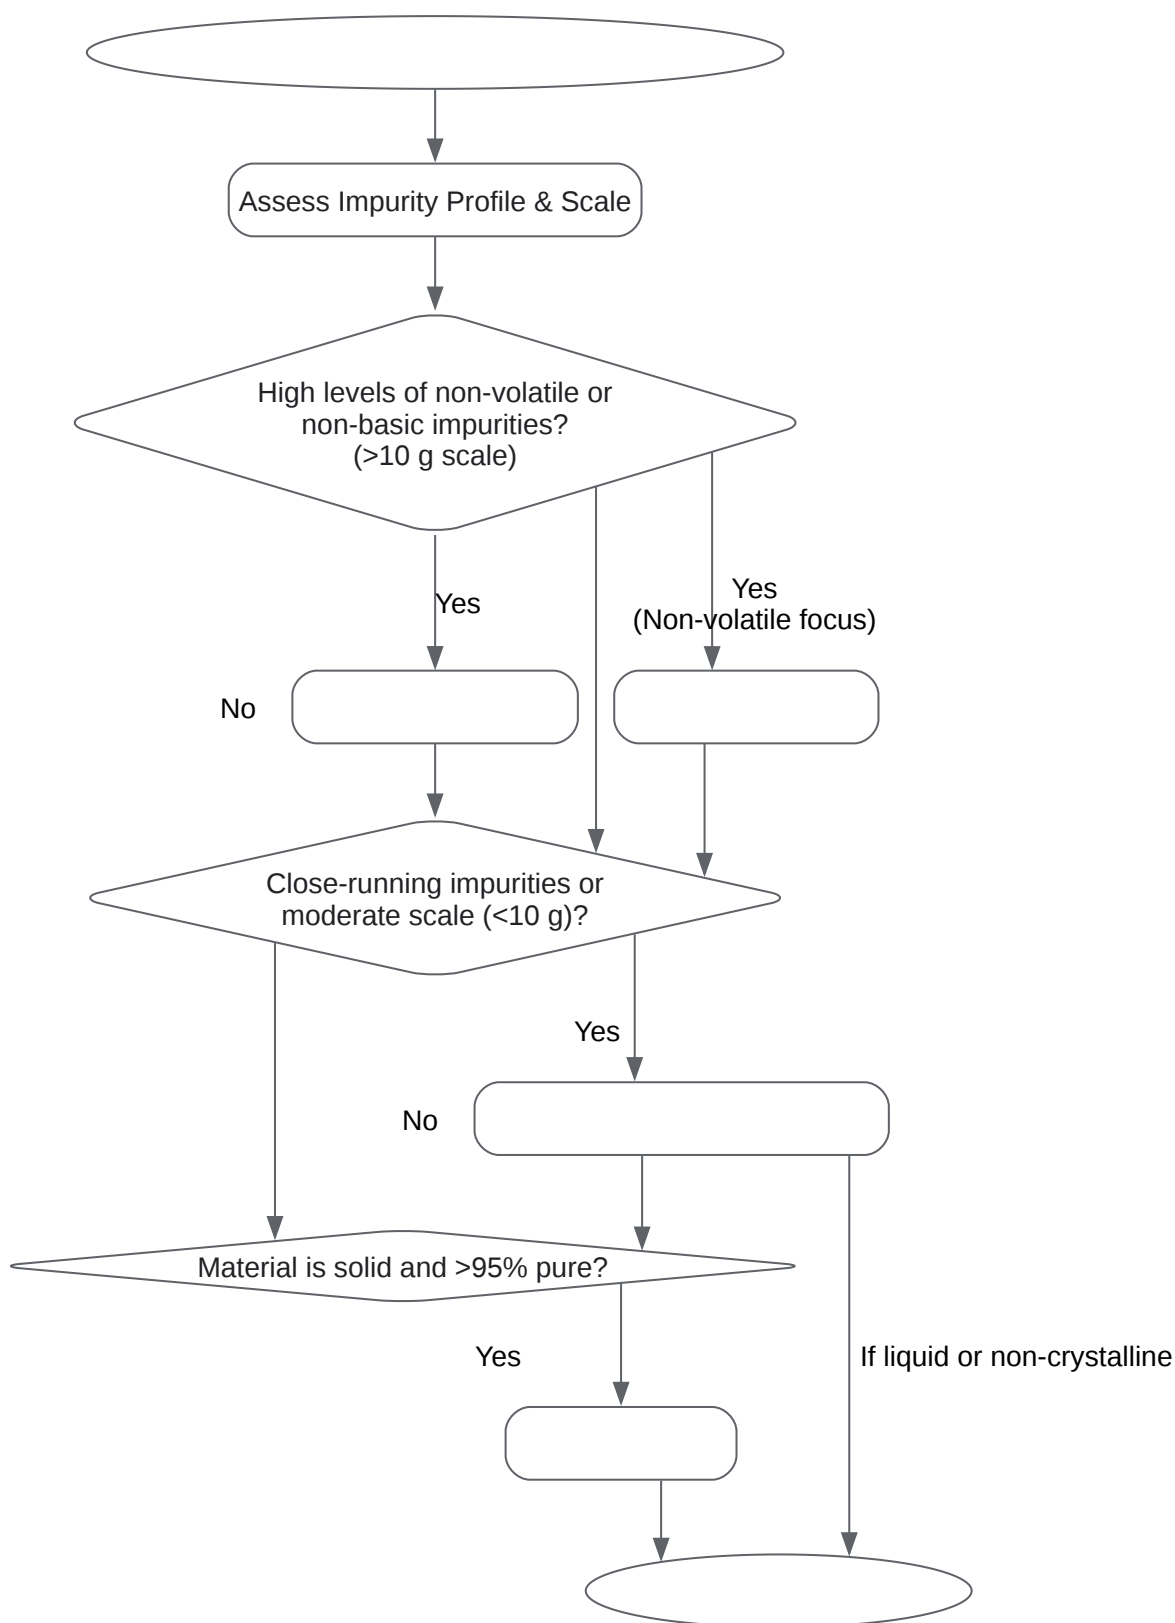 Assess Impurity Profile & Scale
High levels of non-volatile or
non-basic impurities?
(>10 g scale)
Yes
Yes
(Non-volatile focus)
No
Close-running impurities or
moderate scale (<10 g)?
Yes
No
Material is solid and >95% pure?
Yes
If liquid or non-crystalline